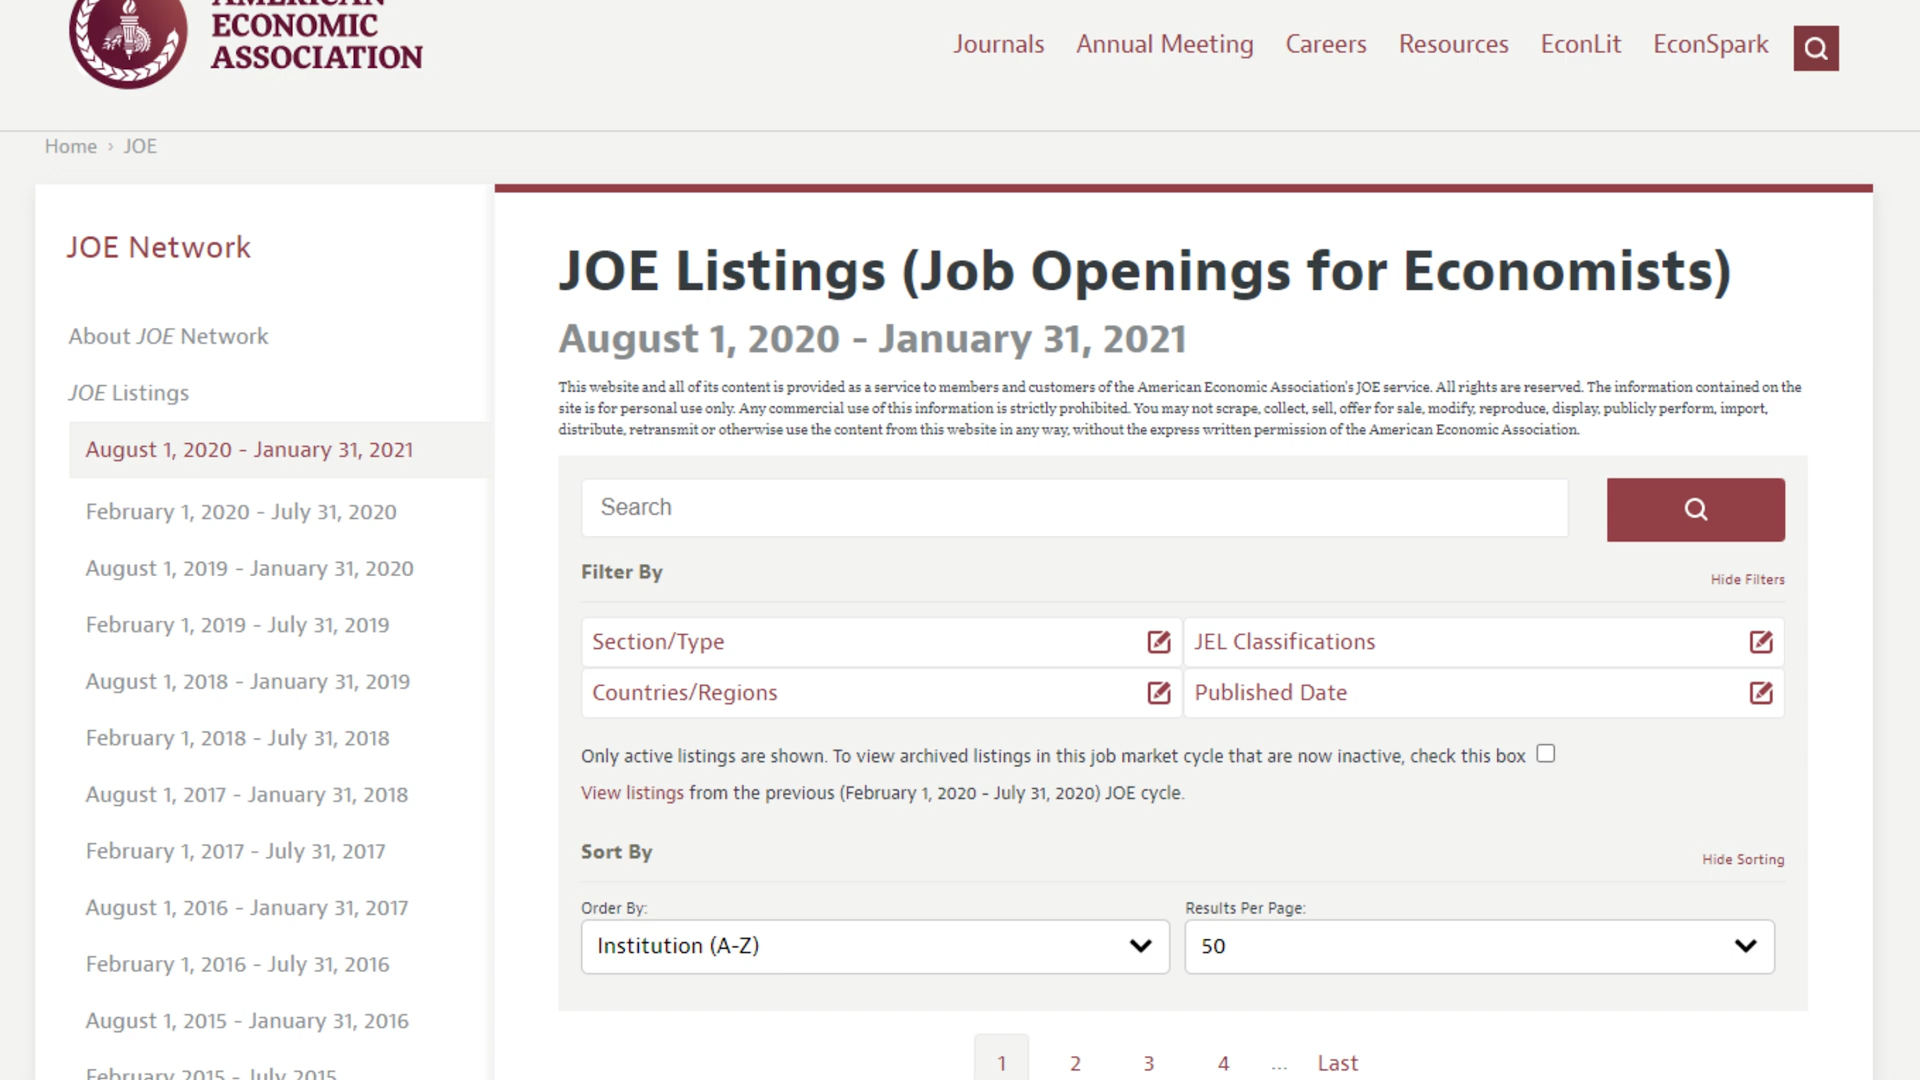 AMERICAN
ECONOMIC
ASSOCIATION
Journals
Annual Meeting
Careers
Resources
EconLit
EconSpark
Home › JOE
JOE Network
About JOE Network
JOE Listings
August 1, 2020 - January 31, 2021
February 1, 2020 - July 31, 2020
August 1, 2019 - January 31, 2020
February 1, 2019 - July 31, 2019
August 1, 2018 - January 31, 2019
February 1, 2018 - July 31, 2018
August 1, 2017 - January 31, 2018
February 1, 2017 - July 31, 2017
August 1, 2016 - January 31, 2017
February 1, 2016 - July 31, 2016
August 1, 2015 - January 31, 2016
February 2015 - July 2015
JOE Listings (Job Openings for Economists)
August 1, 2020 - January 31, 2021
This website and all of its content is provided as a service to members and customers of the American Economic Association's JOE service. All rights are reserved. The information contained on the
site is for personal use only. Any commercial use of this information is strictly prohibited. You may not scrape, collect, sell, offer for sale, modify, reproduce, display, publicly perform, import,
distribute, retransmit or otherwise use the content from this website in any way, without the express written permission of the American Economic Association.
Search
Filter By
Hide Filters
Section/Type
JEL Classifications
Countries/Regions
Published Date
Only active listings are shown. To view archived listings in this job market cycle that are now inactive, check this box
View listings from the previous (February 1, 2020 - July 31, 2020) JOE cycle.
Sort By
Hide Sorting
Order By:
Results Per Page:
Institution (A-Z)
50
1 2 3 4 ... Last